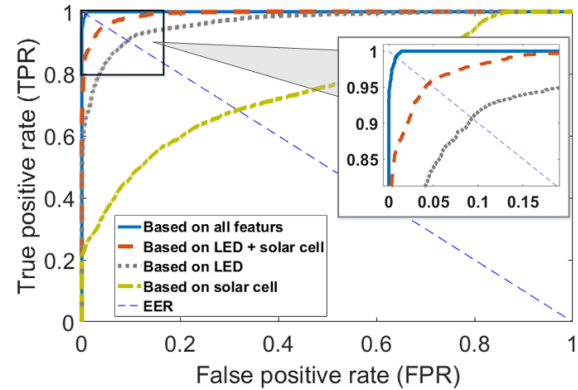 1
0.8
0.6
0.4
0.2
0
True positive rate (TPR)
0
0.2
0.4
0.6
0.8
1
False positive rate (FPR)
Based on all featurs
Based on LED + solar cell
Based on LED
Based on solar cell
EER
1
0.95
0.9
0.85
0
0.05
0.1
0.15